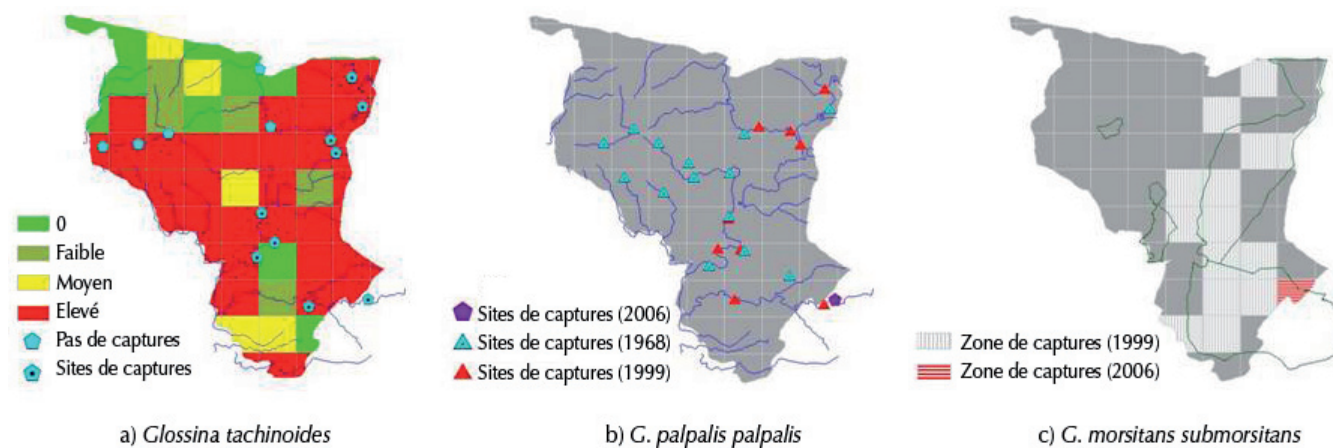 0
Faible
Moyen
Elevé
Pas de captures
Sites de captures
a) Glossina tachinoides
Sites de captures (2006)
Sites de captures (1968)
Sites de captures (1999)
b) G. palpalis palpalis
Zone de captures (1999)
Zone de captures (2006)
c) G. morsitans submorsitans